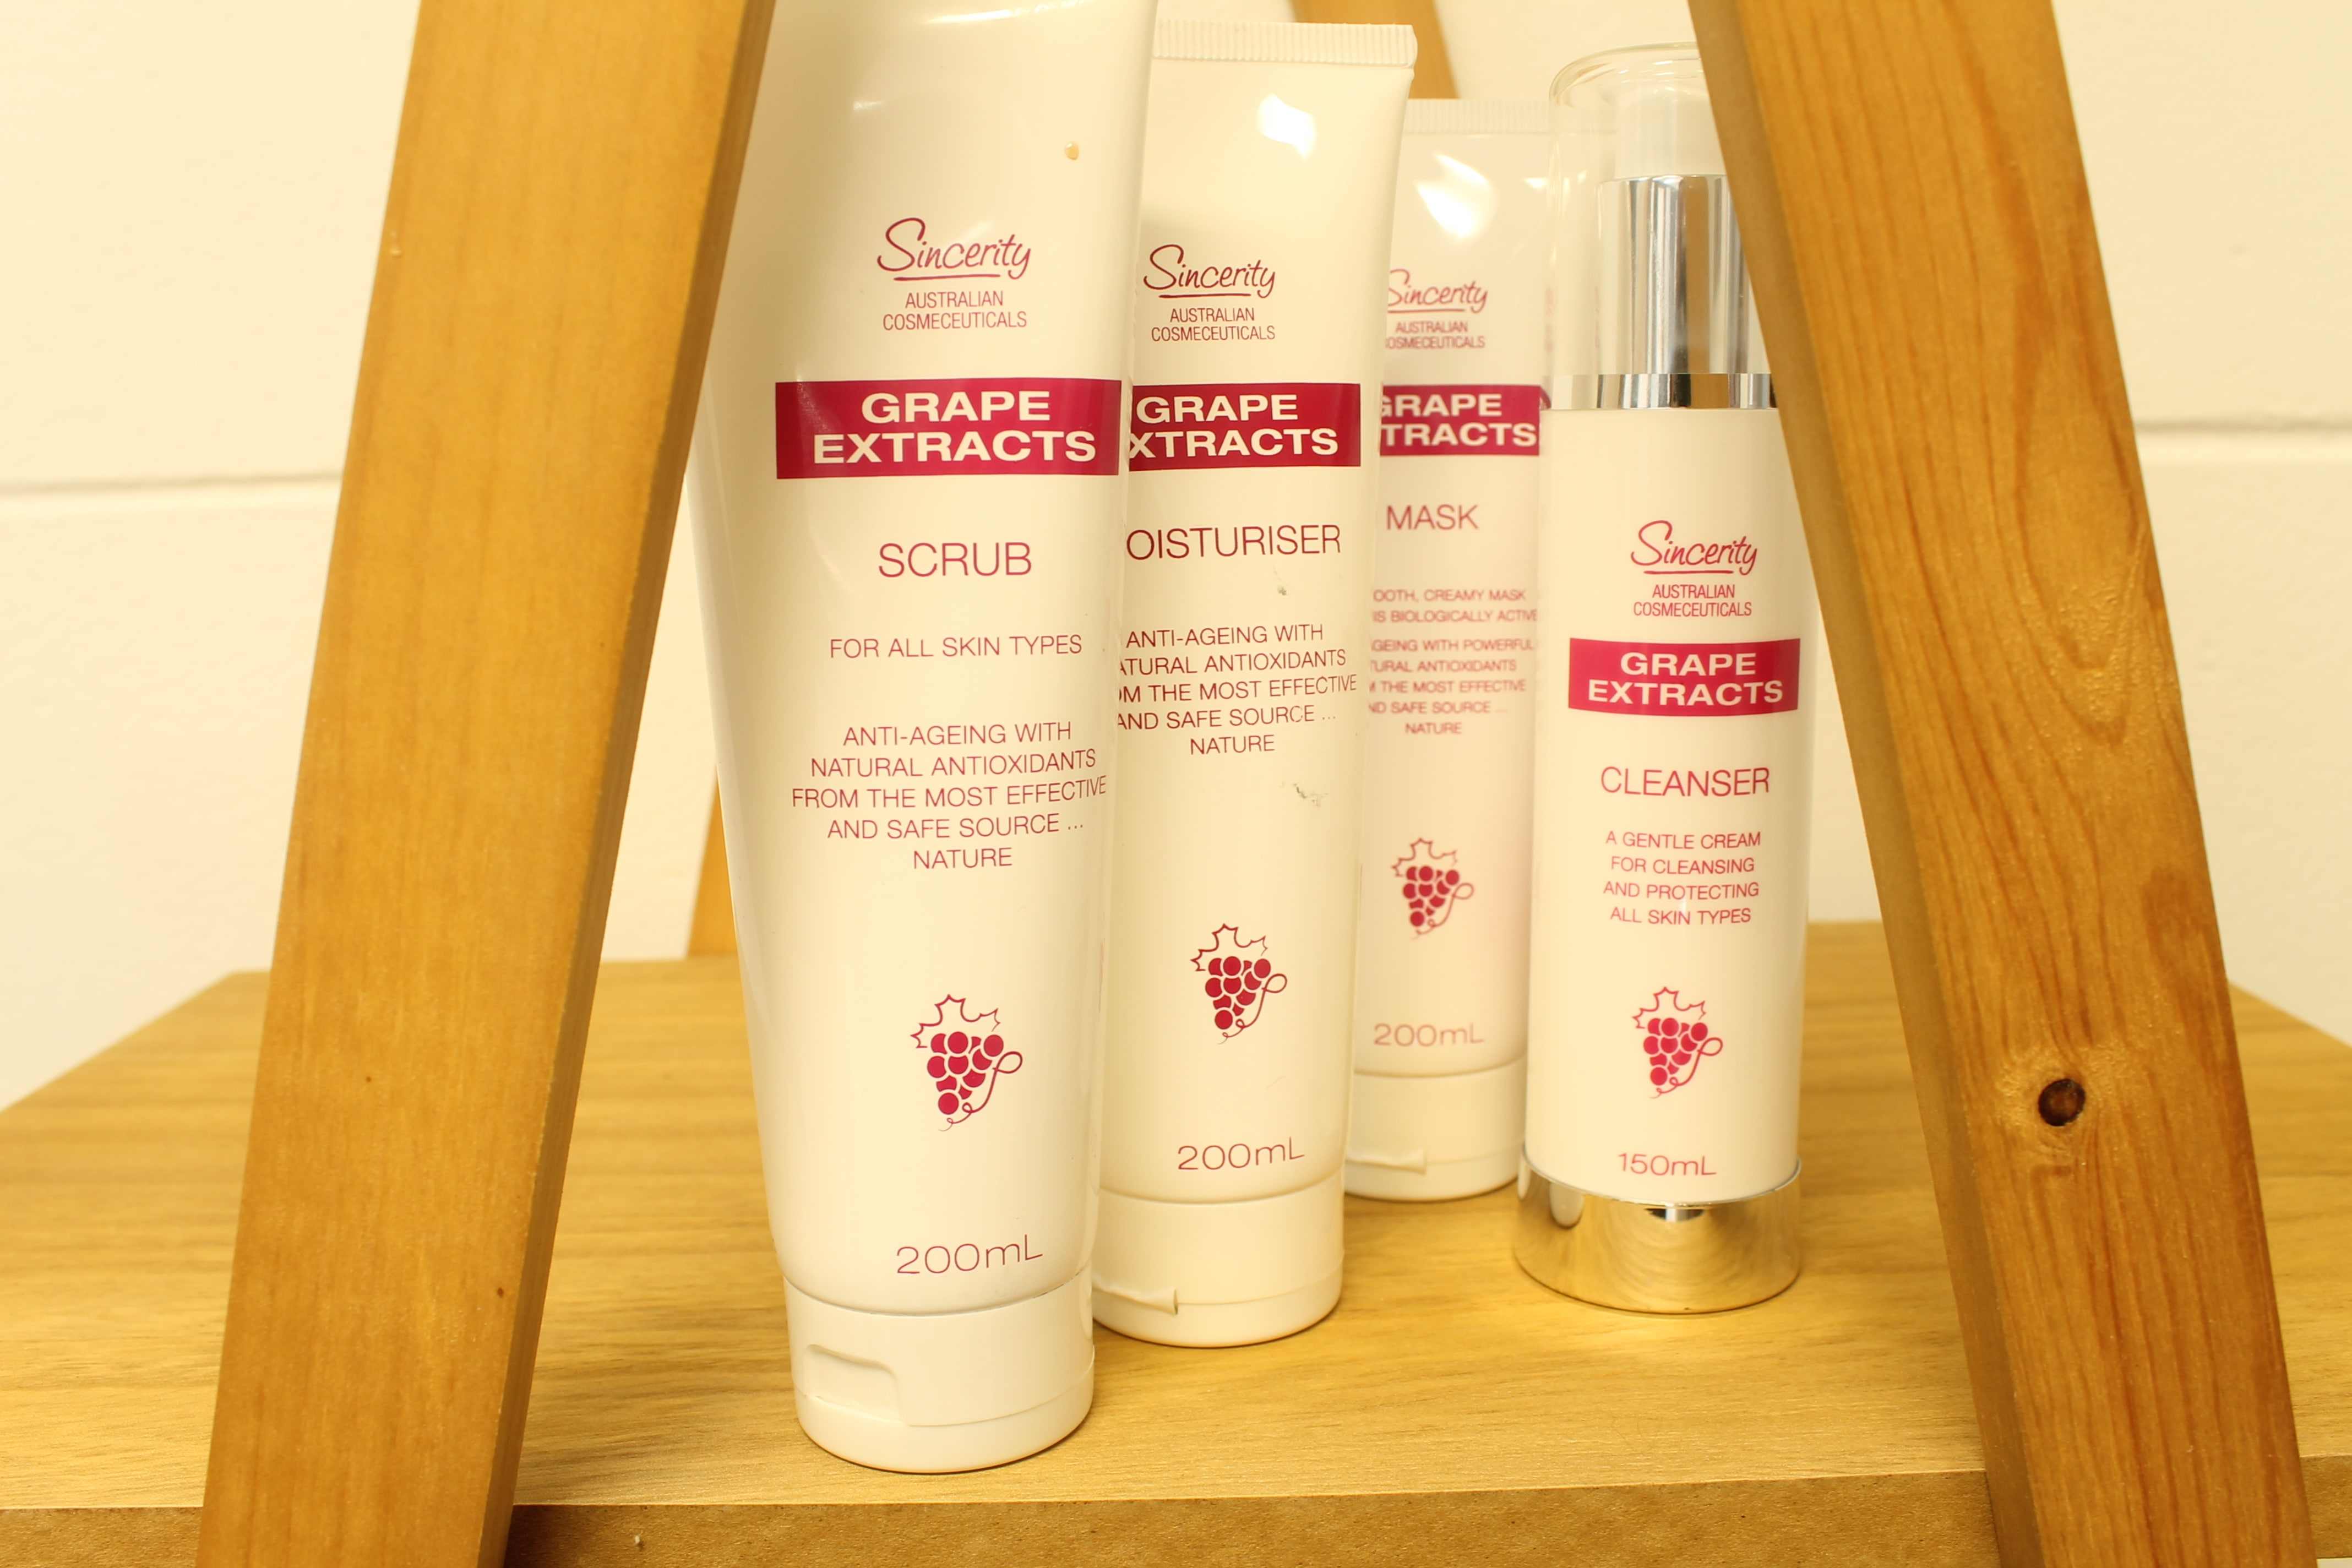 Sincerity
AUSTRALIAN
COSMECEUTICALS
GRAPE
EXTRACTS
SCRUB
FOR ALL SKIN TYPES
ANTI-AGEING WITH
NATURAL ANTIOXIDANTS
FROM THE MOST EFFECTIVE
AND SAFE SOURCE ...
NATURE
200mL
Sincerity
AUSTRALIAN
COSMECEUTICALS
GRAPE
XTRACTS
OISTURISER
ANTI-AGEING WITH
ATURAL ANTIOXIDANTS
OM THE MOST EFFECTIVE
AND SAFE SOURCE ...
NATURE
200mL
Sincerity
AUSTRALIAN
OSMECEUTICALS
GRAPE
TRACTS
MASK
OOTH, CREAMY MASK
IS BIOLOGICALLY ACTIVE
GEING WITH POWERFUL
TURAL ANTIOXIDANTS
M THE MOST EFFECTIVE
ND SAFE SOURCE ...
NATURE
200mL
Sincerity
AUSTRALIAN
COSMECEUTICALS
GRAPE
EXTRACTS
CLEANSER
A GENTLE CREAM
FOR CLEANSING
AND PROTECTING
ALL SKIN TYPES
150mL